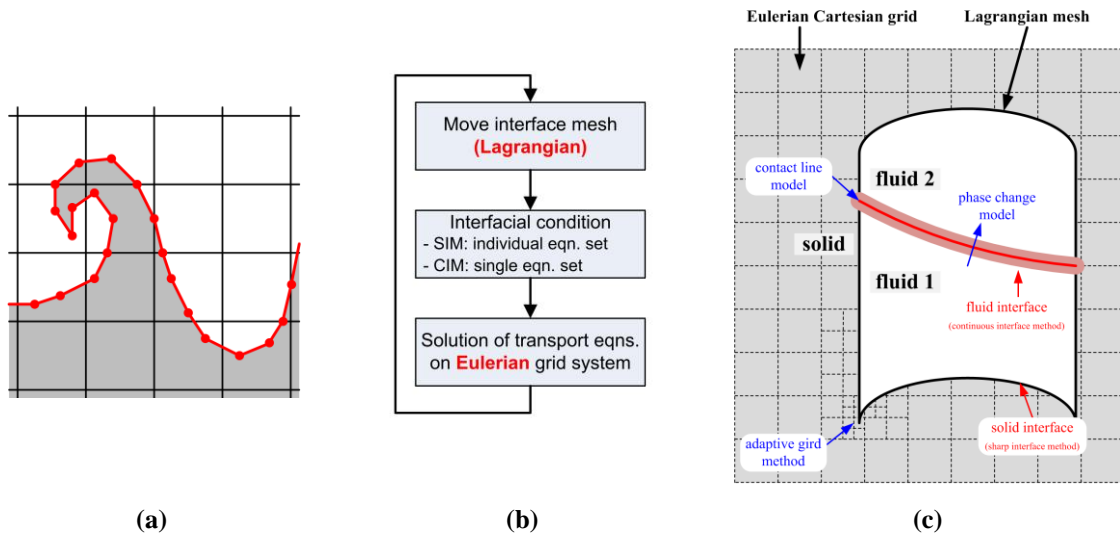 Eulerian Cartesian grid
Lagrangian mesh
Move interface mesh
(Lagrangian)
Interfacial condition
- SIM: individual eqn. set
- CIM: single eqn. set
Solution of transport eqns.
on Eulerian grid system
contact line
model
fluid 2
phase change
model
solid
fluid 1
fluid interface
(continuous interface method)
adaptive gird
method
solid interface
(sharp interface method)
(a)
(b)
(c)